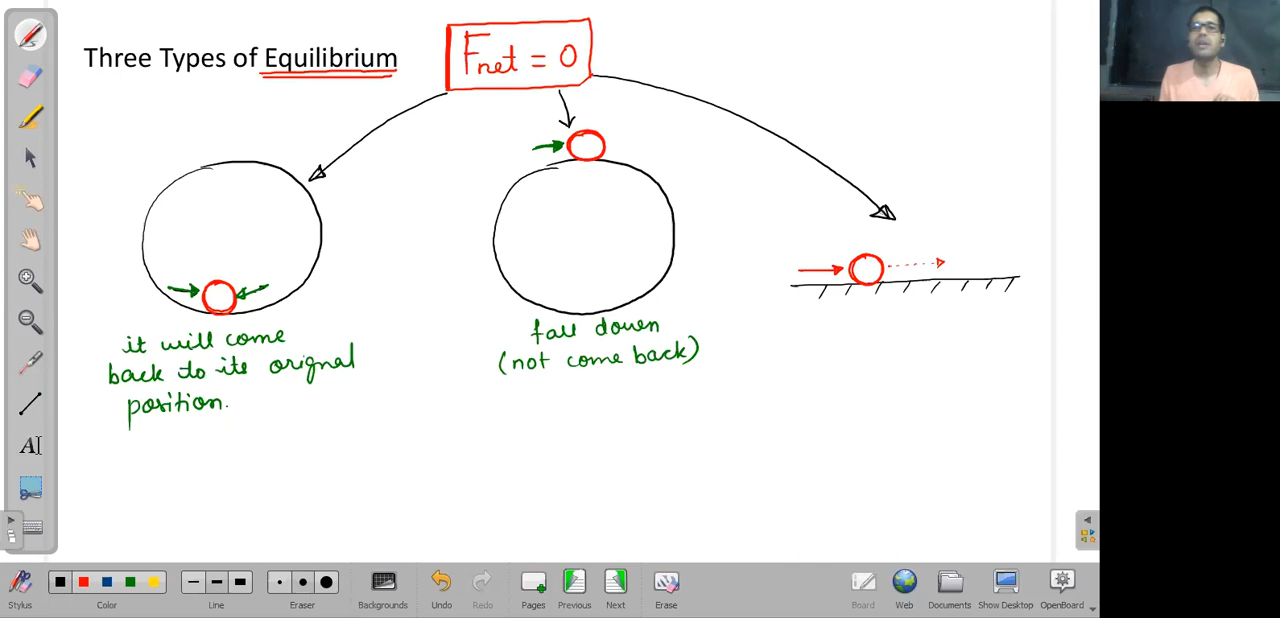 Three Types of Equilibrium
Fnet = 0
it will come
back to its orignal
position.
fall down
(not come back)
A
Stylus
Color
Line
Eraser
Backgrounds
Undo
Redo
Pages
Previous
Next
Erase
Board
Web
Documents
Show Desktop
OpenBoard